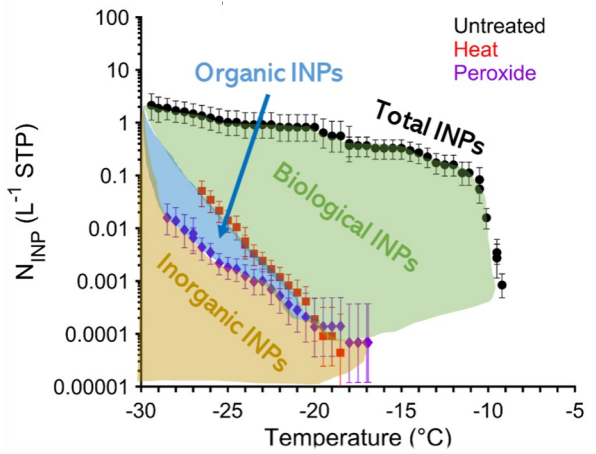 100
10
1
0.1
0.01
0.001
0.0001
0.00001
N_INP (L⁻¹ STP)
Untreated
Heat
Peroxide
Organic INPs
Total INPs
Biological INPs
Inorganic INPs
-30 -25 -20 -15 -10 -5
Temperature (°C)